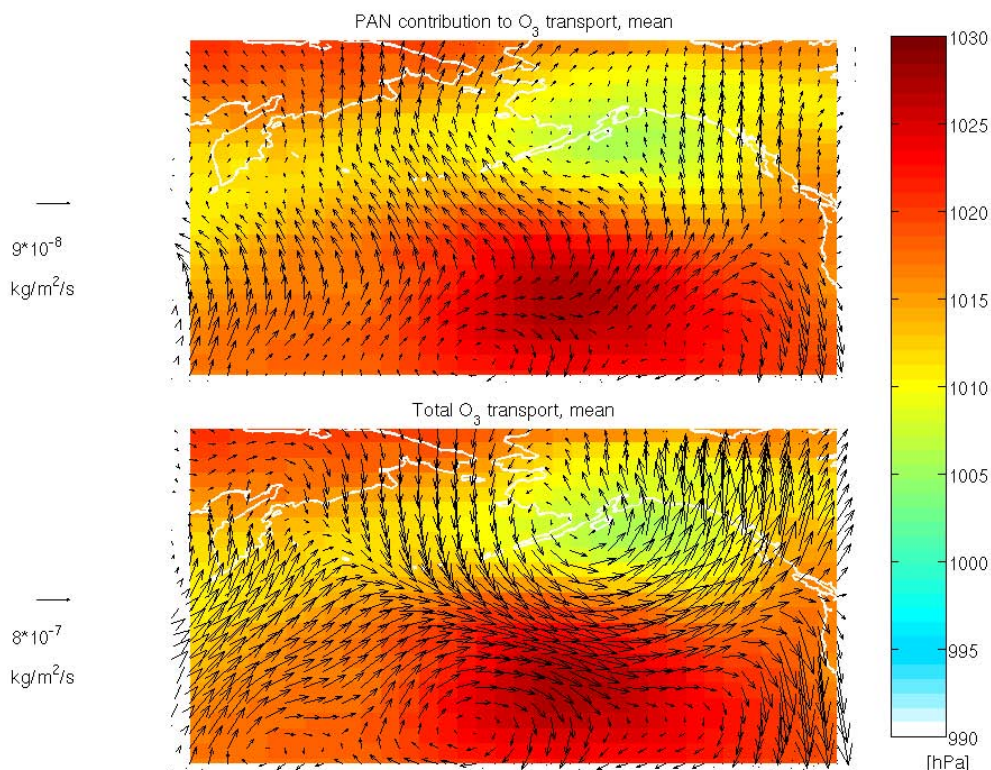 PAN contribution to O₃ transport, mean
9*10⁻⁸
kg/m²/s
Total O₃ transport, mean
8*10⁻⁷
kg/m²/s
1030
1025
1020
1015
1010
1005
1000
995
990
[hPa]